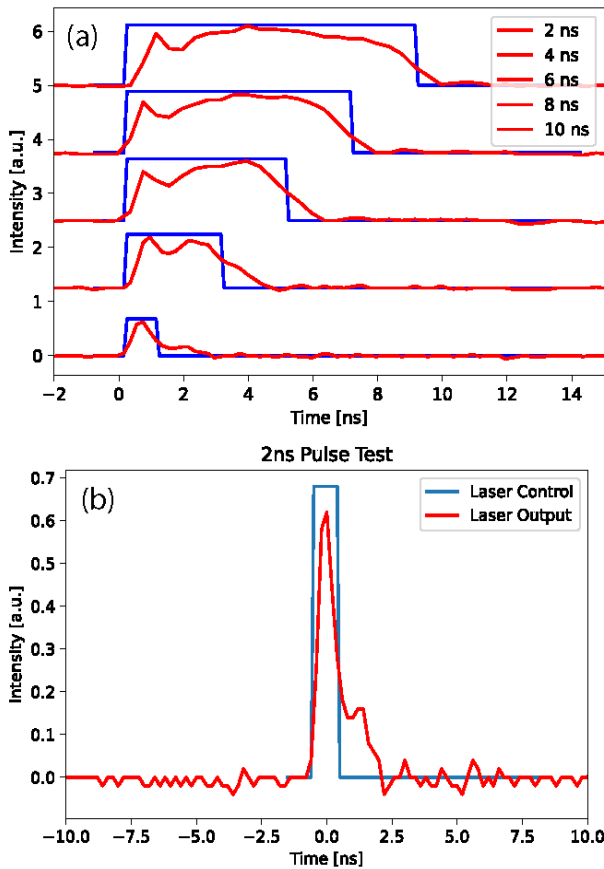 (a)
2 ns
4 ns
6 ns
8 ns
10 ns
6
5
4
3
2
1
0
Intensity [a.u.]
−2 0 2 4 6 8 10 12 14
Time [ns]
2ns Pulse Test
(b)
Laser Control
Laser Output
0.7
0.6
0.5
0.4
0.3
0.2
0.1
0.0
Intensity [a.u.]
−10.0 −7.5 −5.0 −2.5 0.0 2.5 5.0 7.5 10.0
Time [ns]